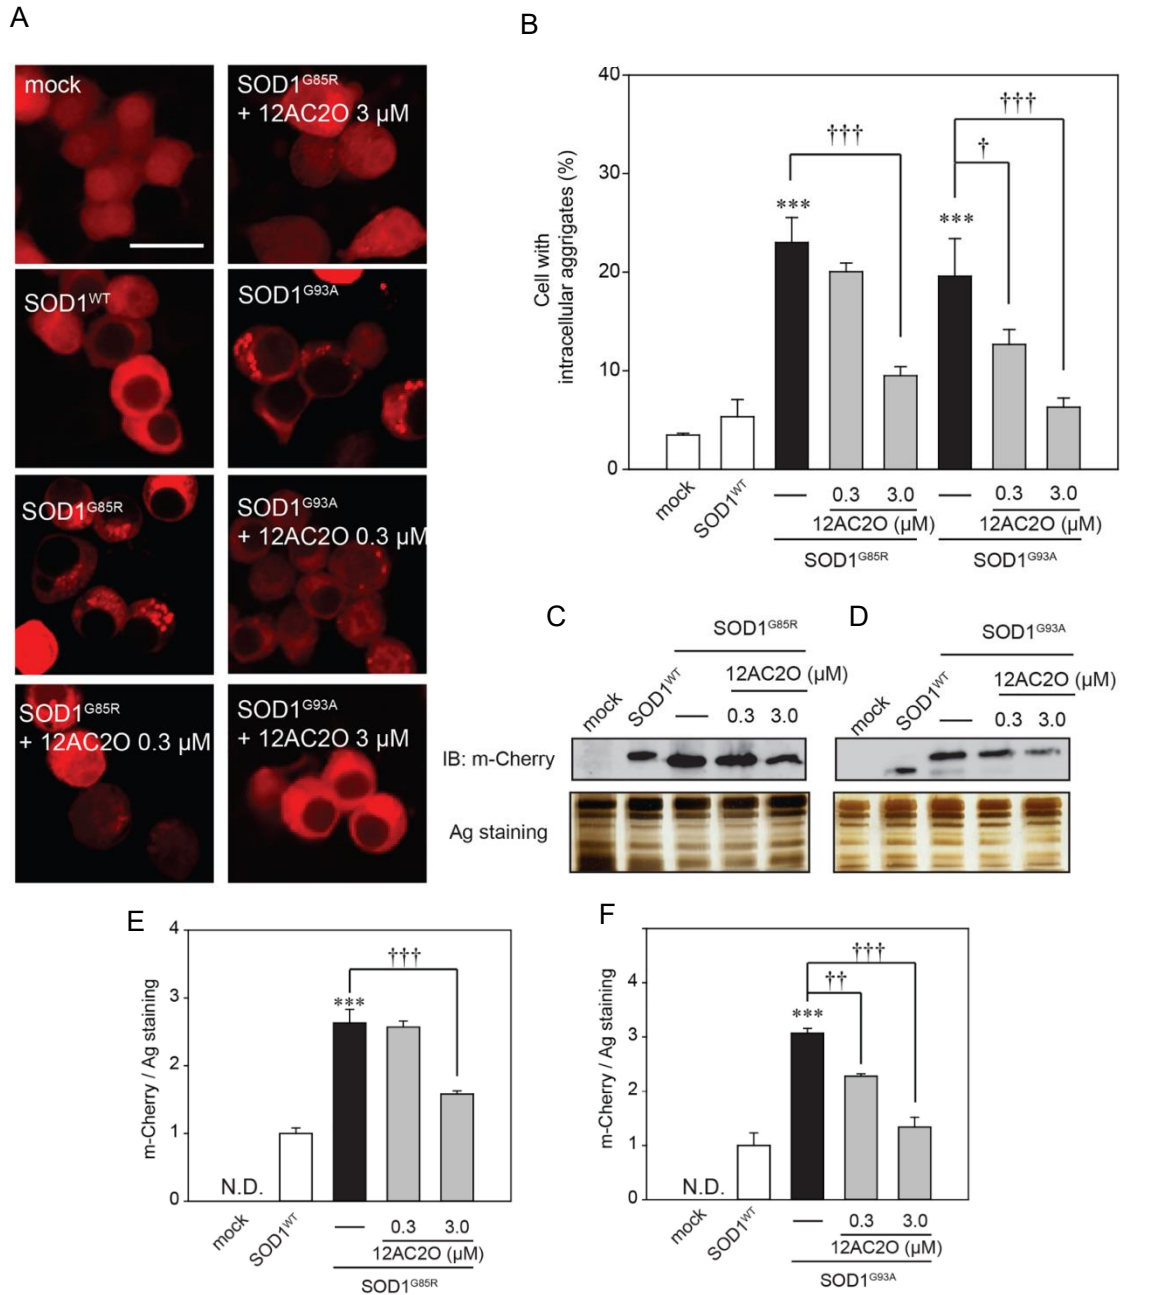 A
mock
SOD1G85R
+ 12AC2O 3 µM
SOD1WT
SOD1G93A
SOD1G85R
SOD1G93A
+ 12AC2O 0.3 µM
SOD1G85R
+ 12AC2O 0.3 µM
SOD1G93A
+ 12AC2O 3 µM
B
Cell with
intracellular aggrigates (%)
40
30
20
10
0
†††
***
†††
†
***
mock
SOD1WT
—
0.3
3.0
—
0.3
3.0
12AC2O (µM)
12AC2O (µM)
SOD1G85R
SOD1G93A
C
SOD1G85R
12AC2O (µM)
mock
SOD1WT
—
0.3
3.0
IB: m-Cherry
Ag staining
D
SOD1G93A
12AC2O (µM)
mock
SOD1WT
—
0.3
3.0
E
m-Cherry / Ag staining
4
3
2
1
0
†††
***
N.D.
mock
SOD1WT
—
0.3
3.0
12AC2O (µM)
SOD1G85R
F
m-Cherry / Ag staining
4
3
2
1
0
†††
††
***
N.D.
mock
SOD1WT
—
0.3
3.0
12AC2O (µM)
SOD1G93A